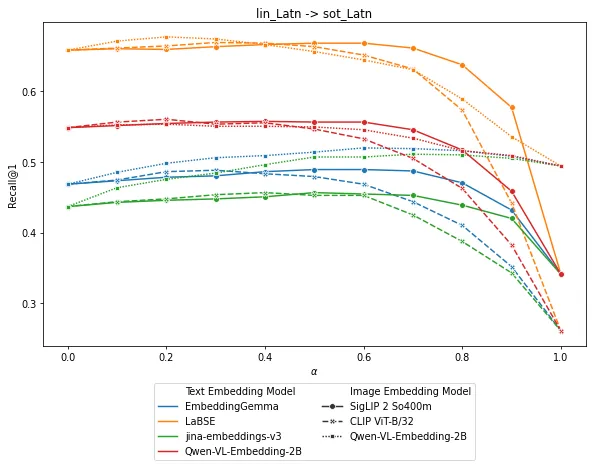 lin_Latn -> sot_Latn
Recall@1
0.6
0.5
0.4
0.3
0.0
0.2
0.4
0.6
0.8
1.0
α
Text Embedding Model
EmbeddingGemma
LaBSE
jina-embeddings-v3
Qwen-VL-Embedding-2B
Image Embedding Model
SigLIP 2 So400m
CLIP ViT-B/32
Qwen-VL-Embedding-2B